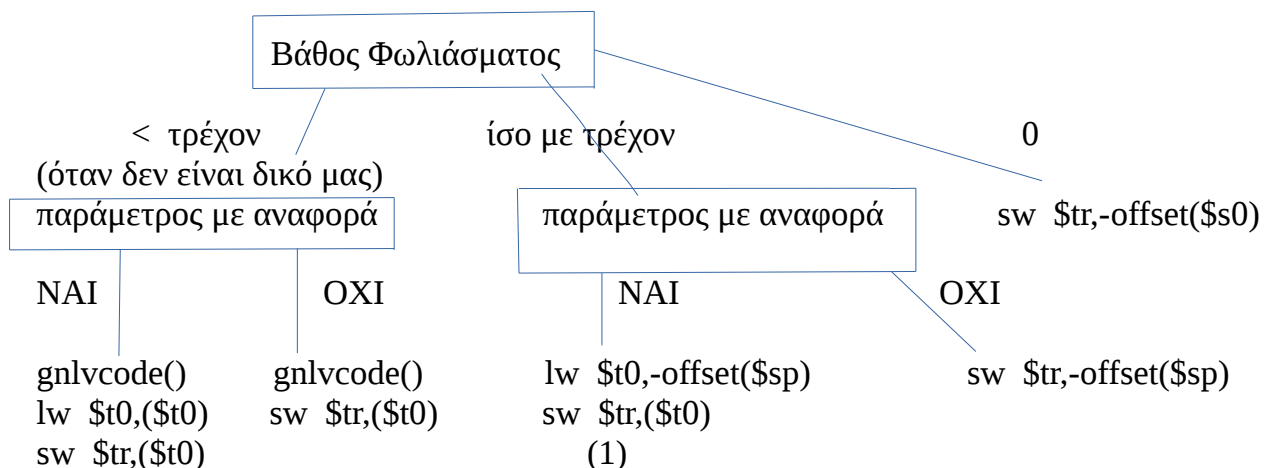 Βάθος Φωλιάσματος
< τρέχον
ίσο με τρέχον
0
(όταν δεν είναι δικό μας)
παράμετρος με αναφορά
παράμετρος με αναφορά
sw $tr,-offset($s0)
ΝΑΙ
ΟΧΙ
ΝΑΙ
ΟΧΙ
gnlvcode()
lw $t0,($t0)
sw $tr,($t0)
gnlvcode()
sw $tr,($t0)
lw $t0,-offset($sp)
sw $tr,($t0)
(1)
sw $tr,-offset($sp)